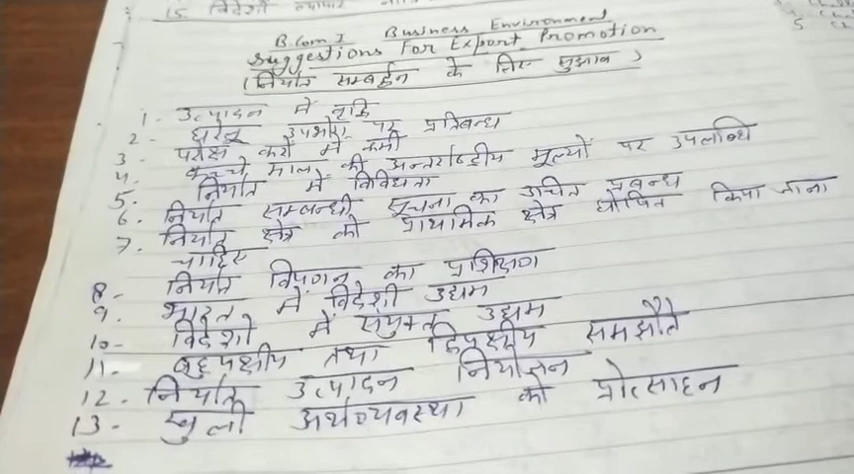 15. विदेशी व्यापार
B.Com I Business Environment
Suggestions For Export Promotion
(निर्यात सम्बर्द्धन के लिए सुझाव)
1. उत्पादन में वृद्धि
2 - घरेलू उपभोग पर प्रतिबन्ध
3 - परोक्ष करों में कमी
4. कच्चे माल की अन्तर्राष्ट्रीय मूल्यों पर उपलब्धि
5. निर्यात में विविधता
6. निर्यात सम्बन्धी सूचना का उचित प्रबन्ध
7. निर्यात क्षेत्र को प्राथमिक क्षेत्र घोषित किया जाना
चाहिए
8- निर्यात विपणन का प्रशिक्षण
9. भारत में विदेशी उद्यम
10- विदेशों में संयुक्त उद्यम
11. बहुपक्षीय तथा द्विपक्षीय समझौते
12. निर्यात उत्पादन नियोजन
13- खुली अर्थव्यवस्था को प्रोत्साहन